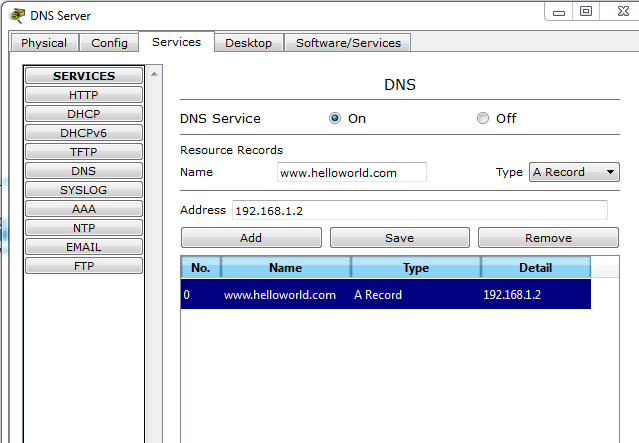 DNS Server
Physical Config Services Desktop Software/Services
SERVICES
HTTP
DHCP
DHCPv6
TFTP
DNS
SYSLOG
AAA
NTP
EMAIL
FTP
DNS
DNS Service On Off
Resource Records
Name www.helloworld.com Type A Record
Address 192.168.1.2
Add Save Remove
No. Name Type Detail
0 www.helloworld.com A Record 192.168.1.2